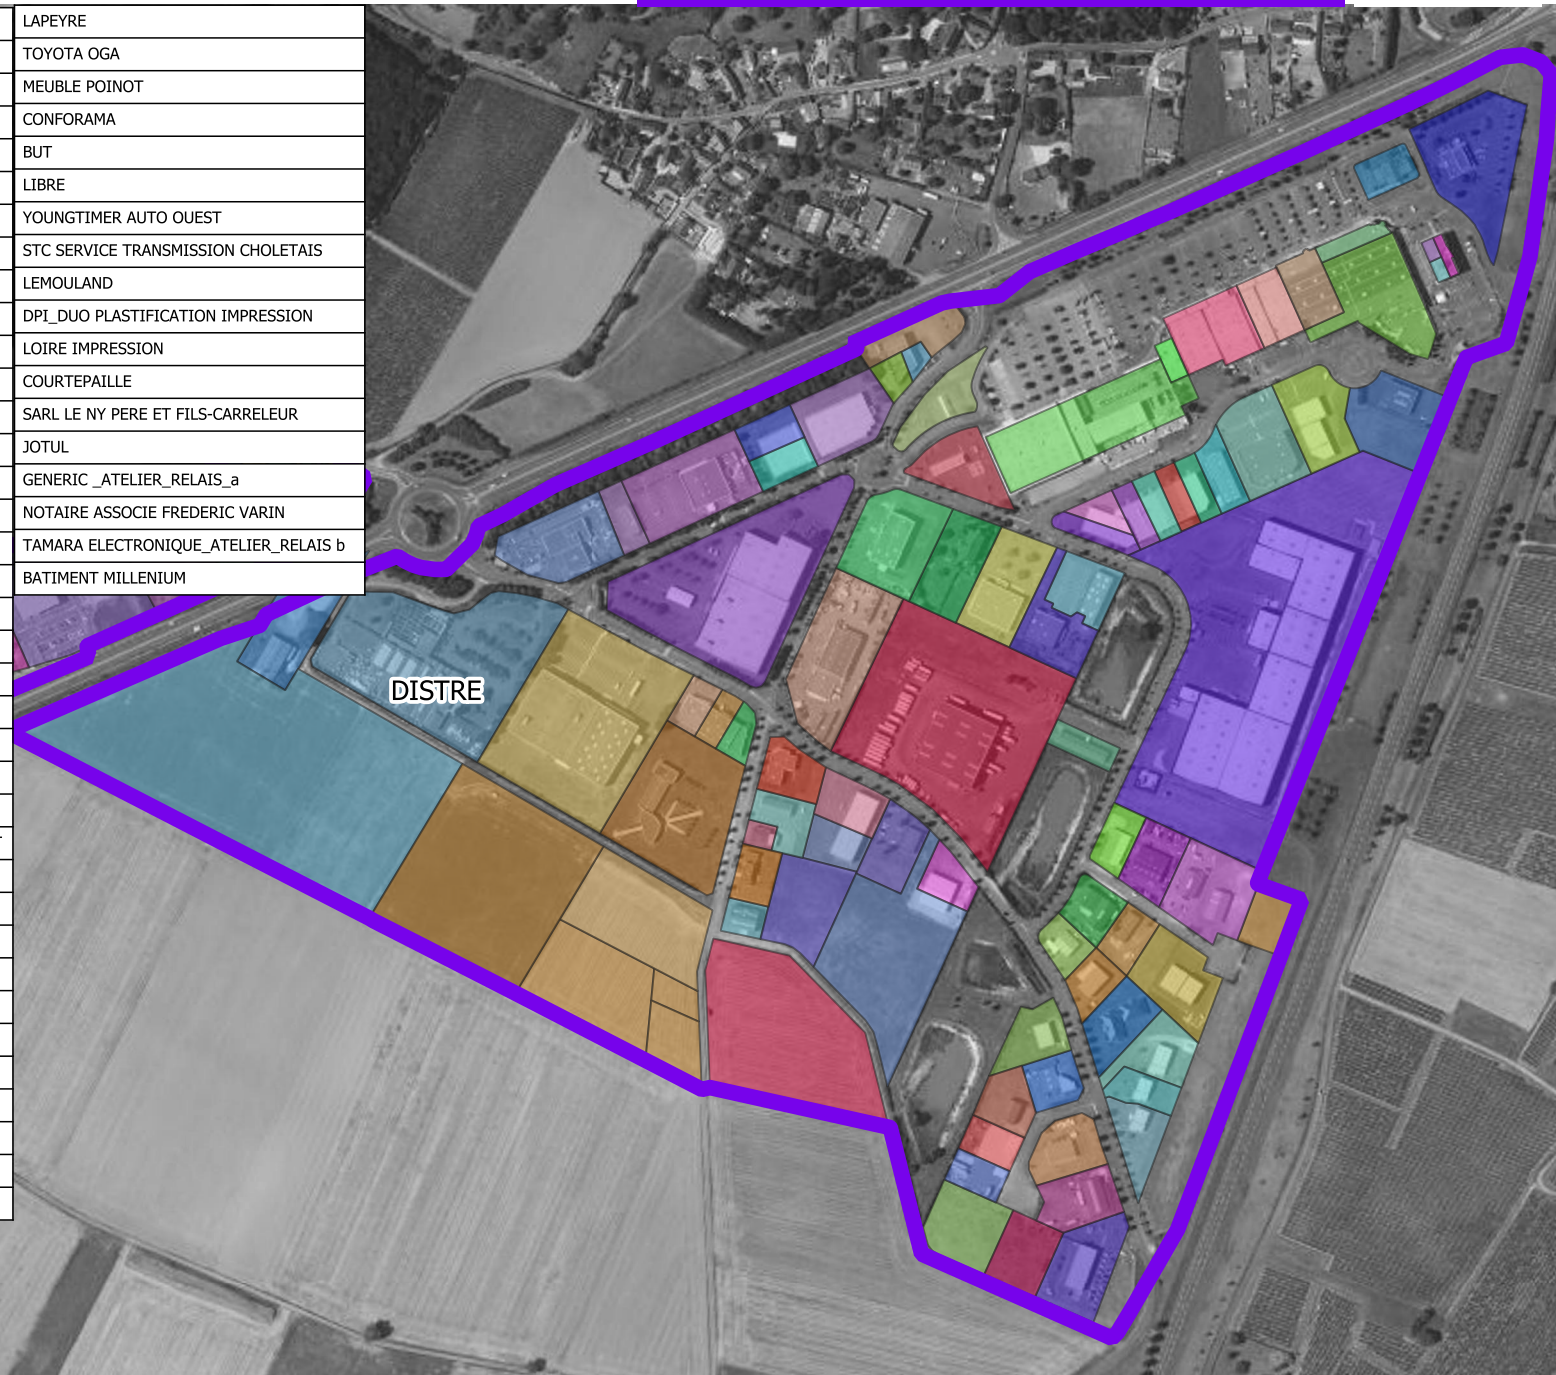 LAPEYRE
TOYOTA OGA
MEUBLE POINOT
CONFORAMA
BUT
LIBRE
YOUNGTIMER AUTO OUEST
STC SERVICE TRANSMISSION CHOLETAIS
LEMOULAND
DPI_DUO PLASTIFICATION IMPRESSION
LOIRE IMPRESSION
COURTEPAILLE
SARL LE NY PERE ET FILS-CARRELEUR
JOTUL
GENERIC _ATELIER_RELAIS_a
NOTAIRE ASSOCIE FREDERIC VARIN
TAMARA ELECTRONIQUE_ATELIER_RELAIS b
BATIMENT MILLENIUM
DISTRE